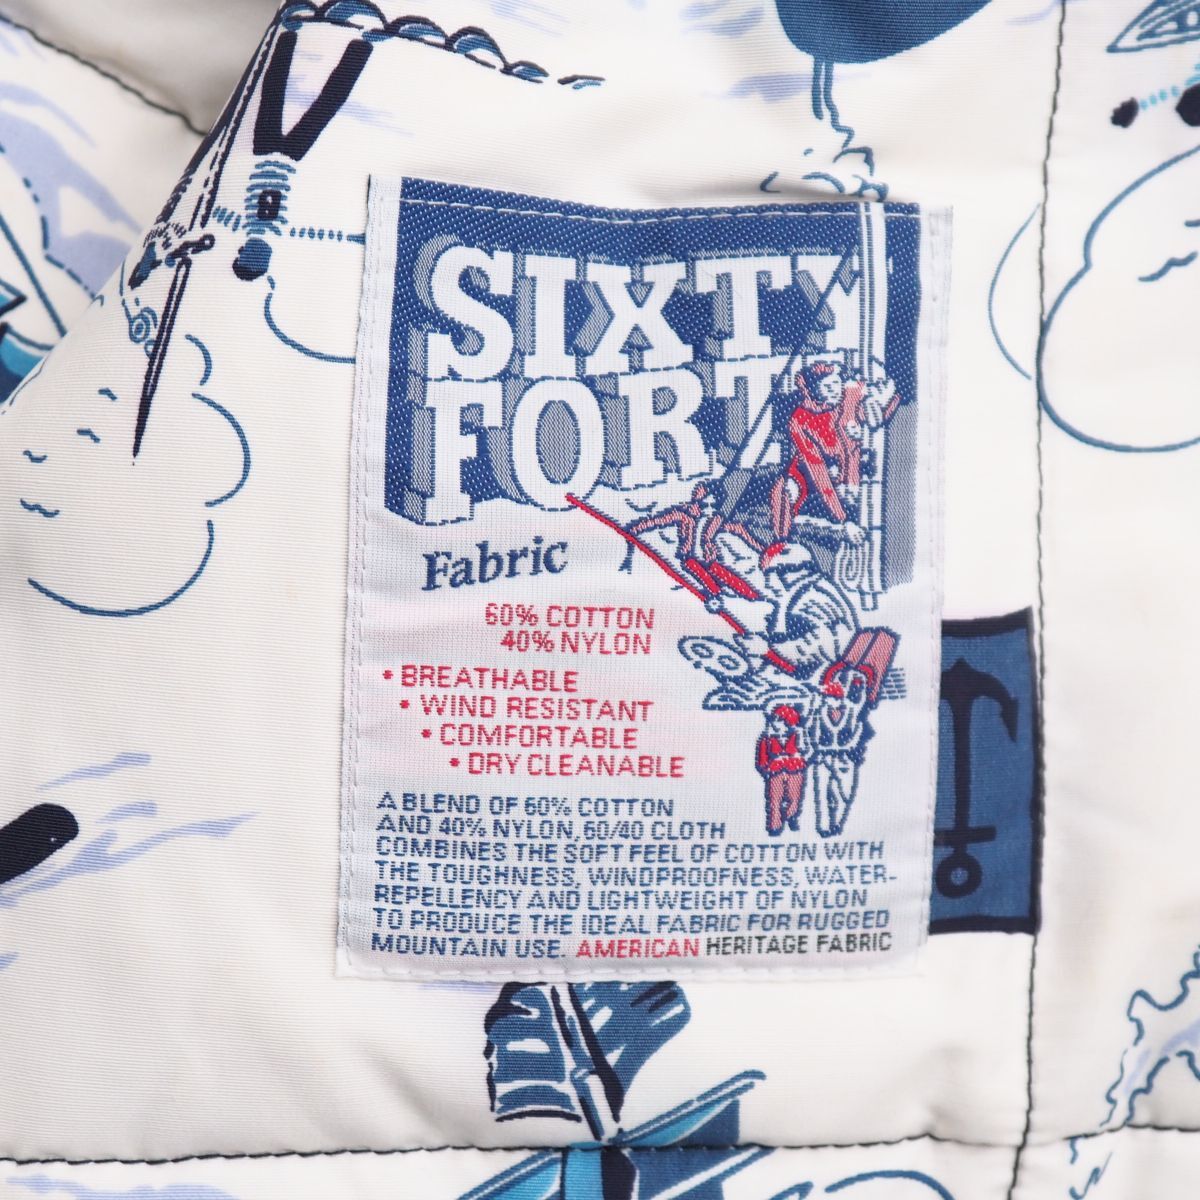 SIXTY
FORTY
Fabric
60% COTTON
40% NYLON
• BREATHABLE
• WIND RESISTANT
• COMFORTABLE
• DRY CLEANABLE
A BLEND OF 60% COTTON
AND 40% NYLON, 60/40 CLOTH
COMBINES THE SOFT FEEL OF COTTON WITH
THE TOUGHNESS, WINDPROOFNESS, WATER-
REPELLENCY AND LIGHTWEIGHT OF NYLON
TO PRODUCE THE IDEAL FABRIC FOR RUGGED
MOUNTAIN USE. AMERICAN HERITAGE FABRIC